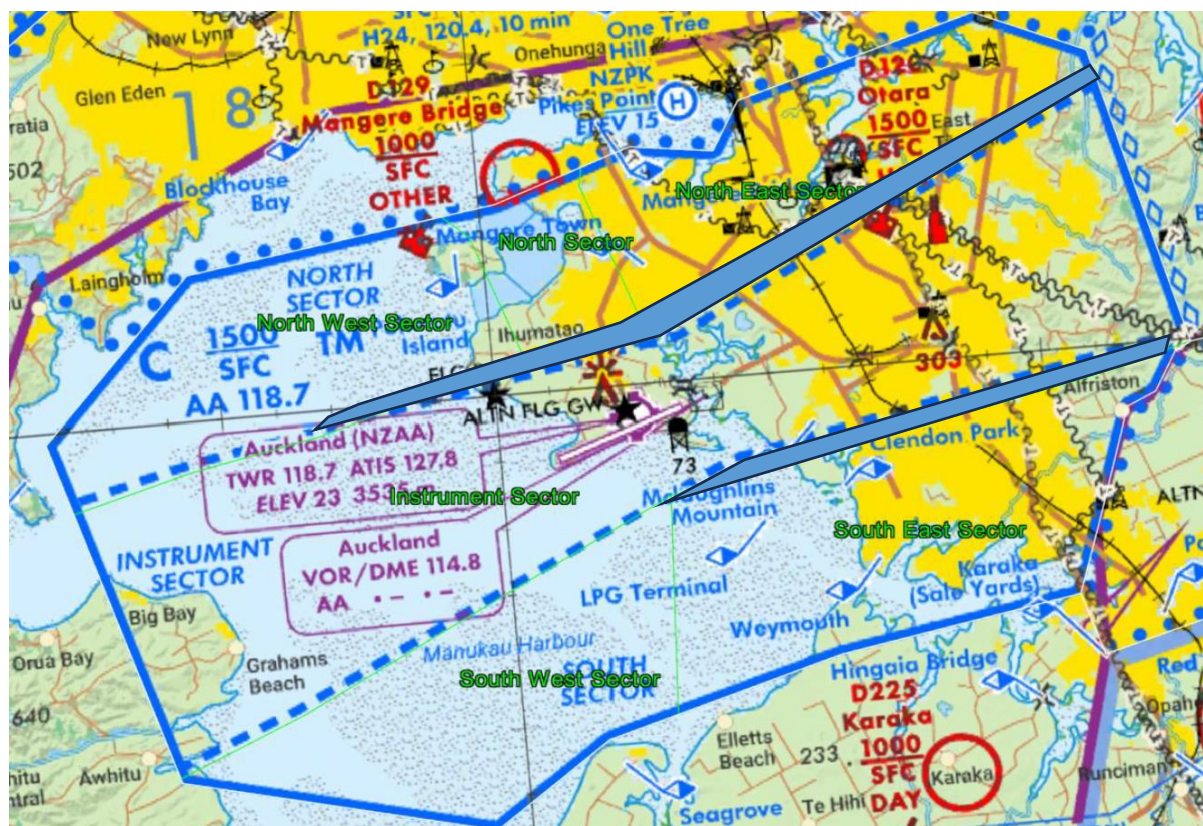 New Lynn
SFC
H24, 120.4, 10 min
Onehunga
One Tree
Hill
NZPK
Pikes Point
ELEV 15
H
Glen Eden
18
502
Blockhouse
Bay
D129
Mangere Bridge
1000
SFC
OTHER
Otara
1500
SFC
East
North East Sector
Mangere Town
North Sector
Laingholm
NORTH
SECTOR
North West Sector
Island
Ihumatao
C
1500
SFC
TM
AA 118.7
303
Alfriston
ALTN FLG GW
Auckland (NZAA)
TWR 118.7 ATIS 127.8
ELEV 23
Instrument Sector
73
Clendon Park
McLaughlins
Mountain
South East Sector
ALTN
INSTRUMENT
SECTOR
Auckland
VOR/DME 114.8
AA
LPG Terminal
Karaka
(Sale Yards)
Weymouth
Big Bay
Orua Bay
Grahams
Beach
Manukau Harbour
SOUTH
SECTOR
South West Sector
Hingaia Bridge
Red
640
Awhitu
D225
Karaka
1000
SFC
DAY
Elletts
Beach
233
Karaka
Te Hihi
Runciman
Seagrove